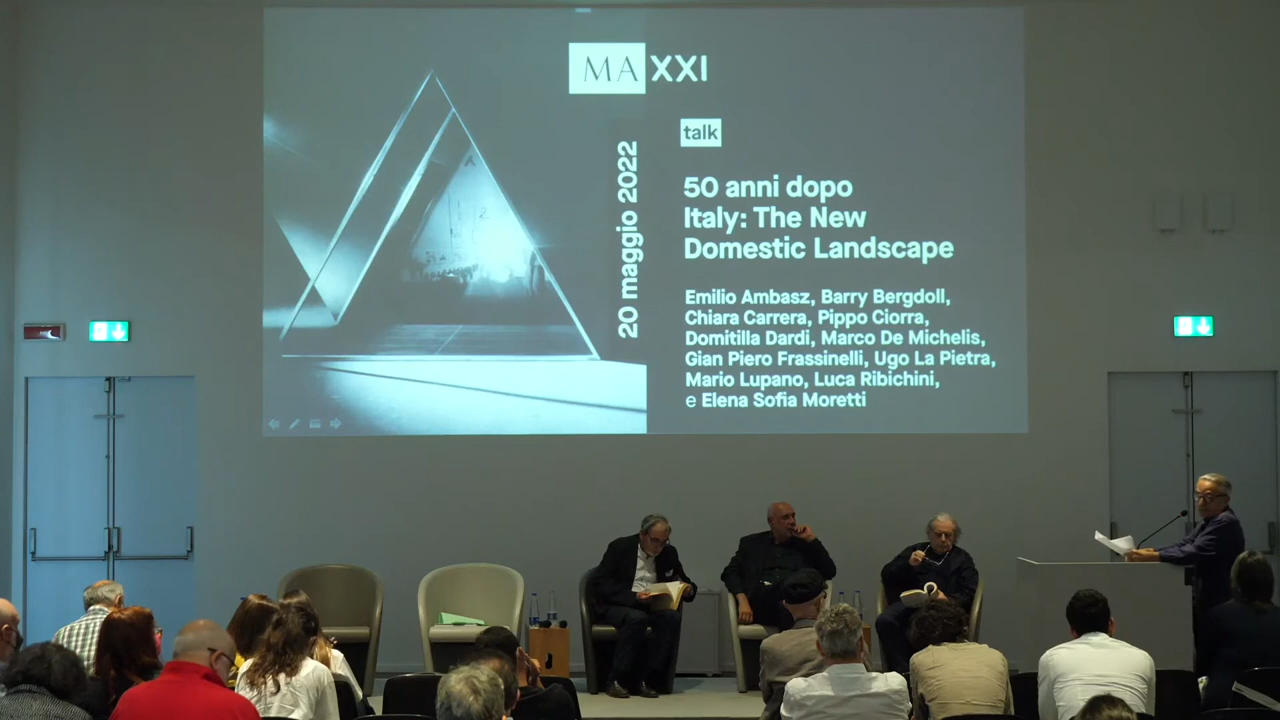 MAXXI
talk
20 maggio 2022
50 anni dopo
Italy: The New
Domestic Landscape
Emilio Ambasz, Barry Bergdoll,
Chiara Carrera, Pippo Ciorra,
Domitilla Dardi, Marco De Michelis,
Gian Piero Frassinelli, Ugo La Pietra,
Mario Lupano, Luca Ribichini,
e Elena Sofia Moretti